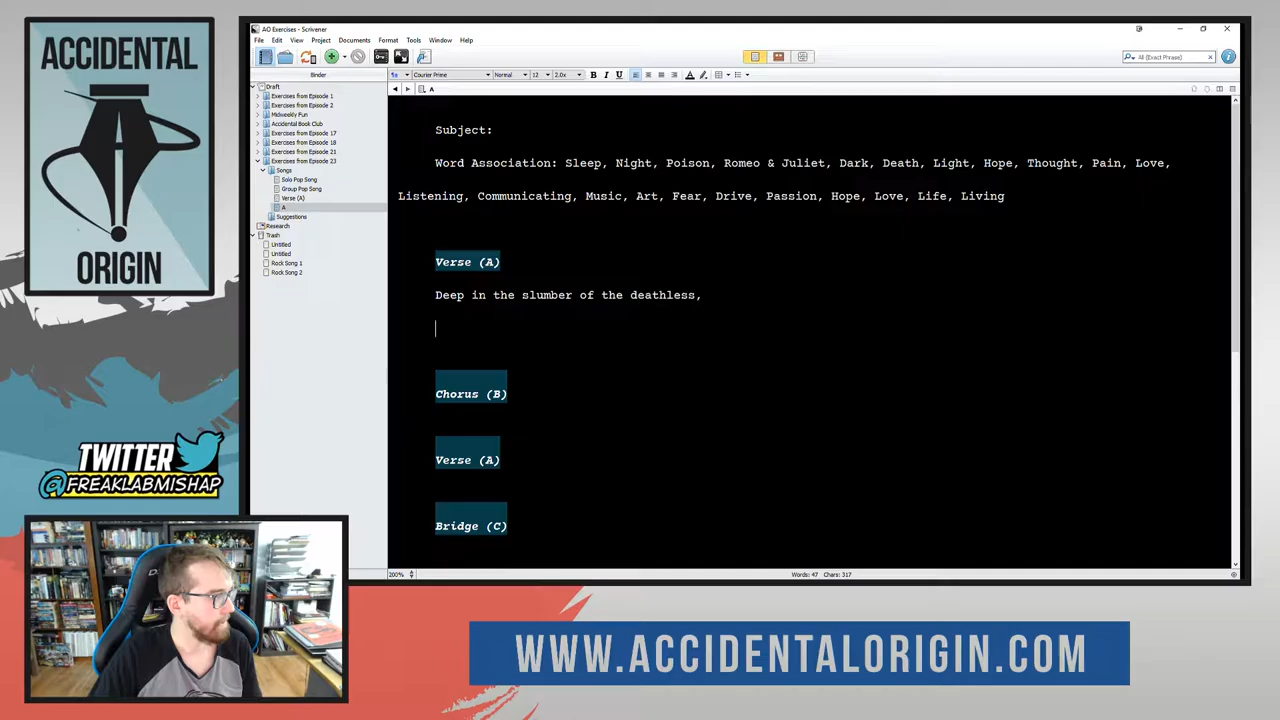 ACCIDENTAL
ORIGIN
TWITTER
@FREAKLABMISHAP
AO Exercises - Scrivener
File Edit View Project Documents Format Tools Window Help
All (Exact Phrase)
Binder
Courier Prime Normal 12 2.0x B I U A
A
Draft
Exercises from Episode 1
Exercises from Episode 2
Midweekly Fun
Accidental Book Club
Exercises from Episode 17
Exercises from Episode 18
Exercises from Episode 21
Exercises from Episode 23
Songs
Solo Pop Song
Group Pop Song
Verse (A)
A
Suggestions
Research
Trash
Untitled
Untitled
Rock Song 1
Rock Song 2
Subject:
Word Association: Sleep, Night, Poison, Romeo & Juliet, Dark, Death, Light, Hope, Thought, Pain, Love,
Listening, Communicating, Music, Art, Fear, Drive, Passion, Hope, Love, Life, Living
Verse (A)
Deep in the slumber of the deathless,
Chorus (B)
Verse (A)
Bridge (C)
200%
Words: 47 Chars: 317
WWW.ACCIDENTALORIGIN.COM